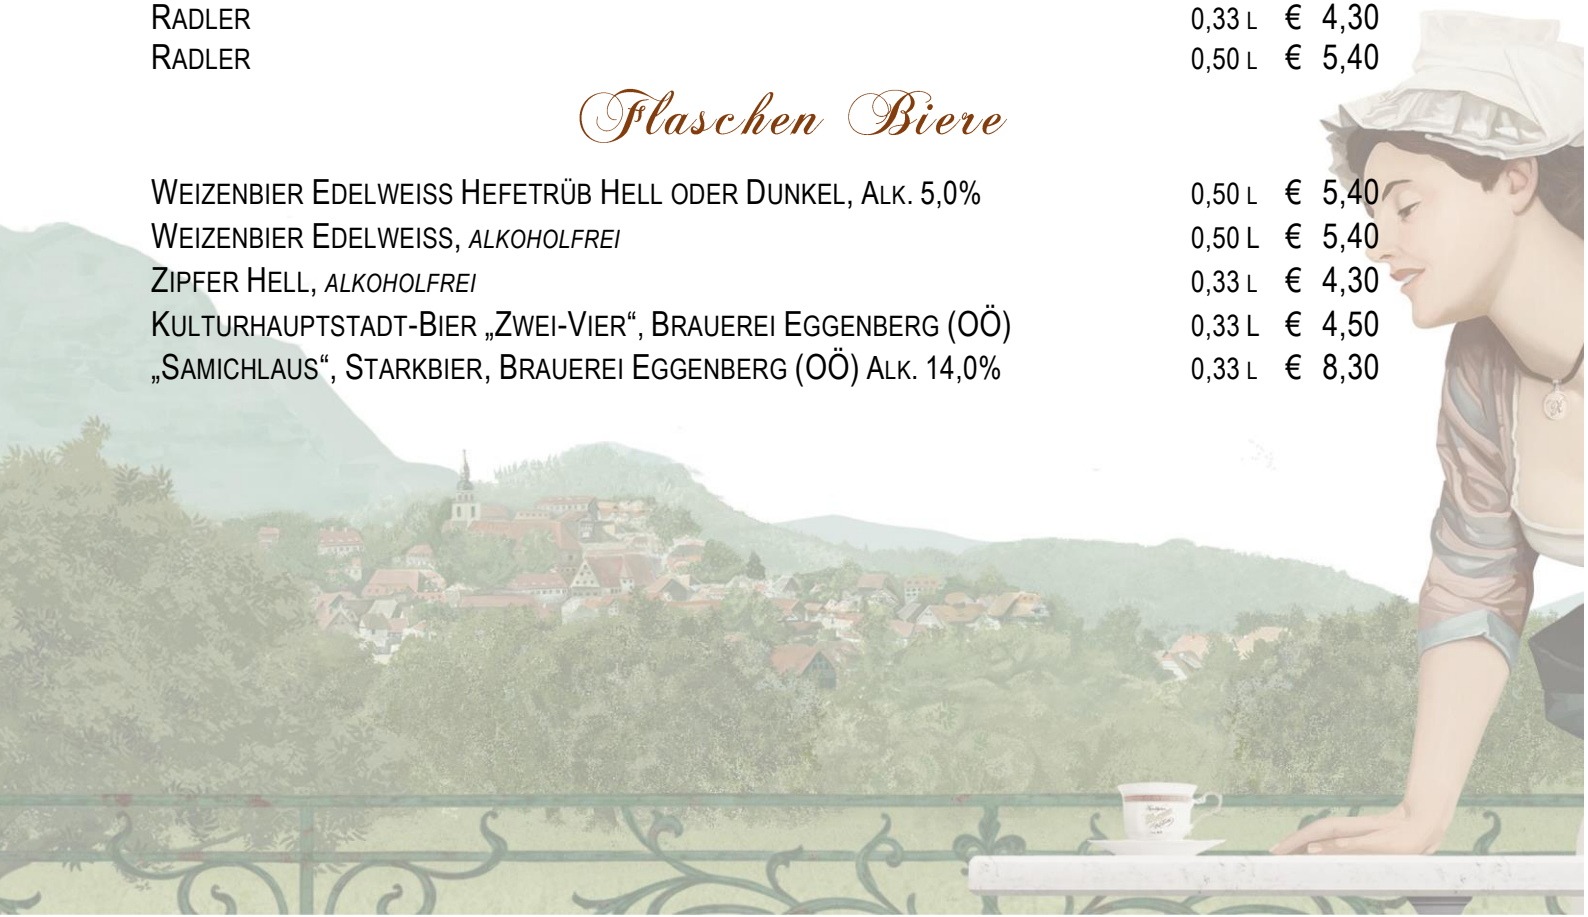 RADLER 0,33 L € 4,30
RADLER 0,50 L € 5,40
Flaschen Biere
WEIZENBIER EDELWEISS HEFETRÜB HELL ODER DUNKEL, ALK. 5,0% 0,50 L € 5,40
WEIZENBIER EDELWEISS, ALKOHOLFREI 0,50 L € 5,40
ZIPFER HELL, ALKOHOLFREI 0,33 L € 4,30
KULTURHAUPTSTADT-BIER „ZWEI-VIER“, BRAUEREI EGGENBERG (OÖ) 0,33 L € 4,50
„SAMICHLAUS“, STARKBIER, BRAUEREI EGGENBERG (OÖ) ALK. 14,0% 0,33 L € 8,30